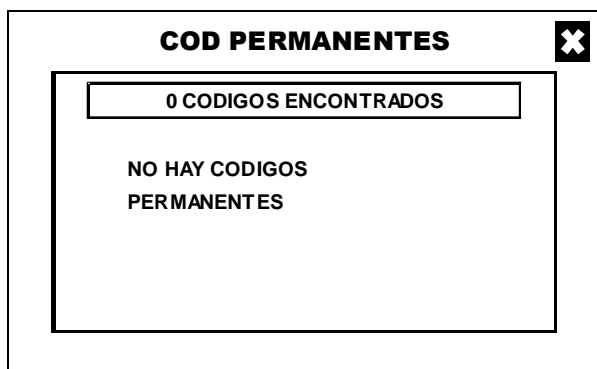 COD PERMANENTES
0 CODIGOS ENCONTRADOS
NO HAY CODIGOS
PERMANENTES